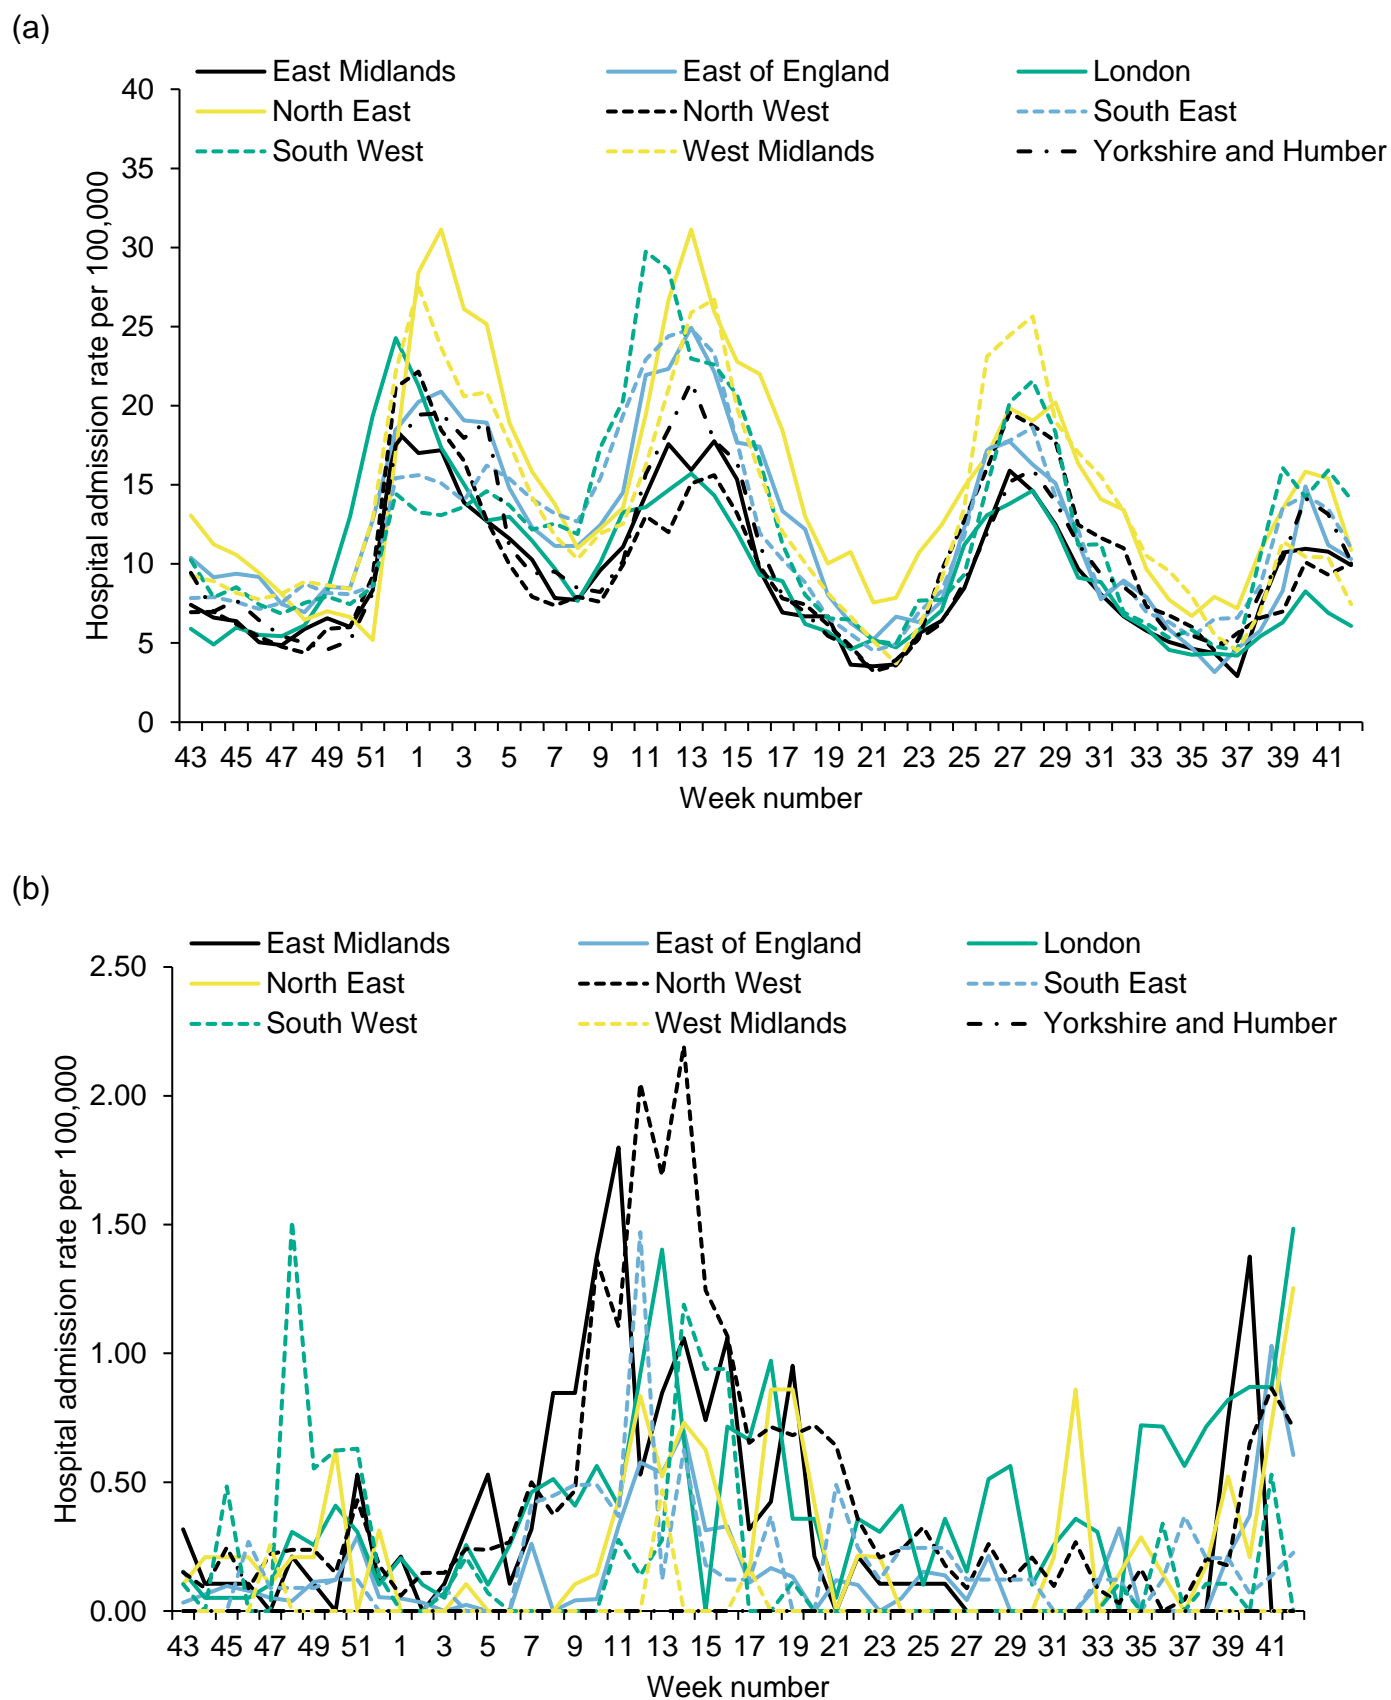 (a)
East Midlands East of England London
North East North West South East
South West West Midlands Yorkshire and Humber
Hospital admission rate per 100,000
40
35
30
25
20
15
10
5
0
43 45 47 49 51 1 3 5 7 9 11 13 15 17 19 21 23 25 27 29 31 33 35 37 39 41
Week number
(b)
East Midlands East of England London
North East North West South East
South West West Midlands Yorkshire and Humber
Hospital admission rate per 100,000
2.50
2.00
1.50
1.00
0.50
0.00
43 45 47 49 51 1 3 5 7 9 11 13 15 17 19 21 23 25 27 29 31 33 35 37 39 41
Week number